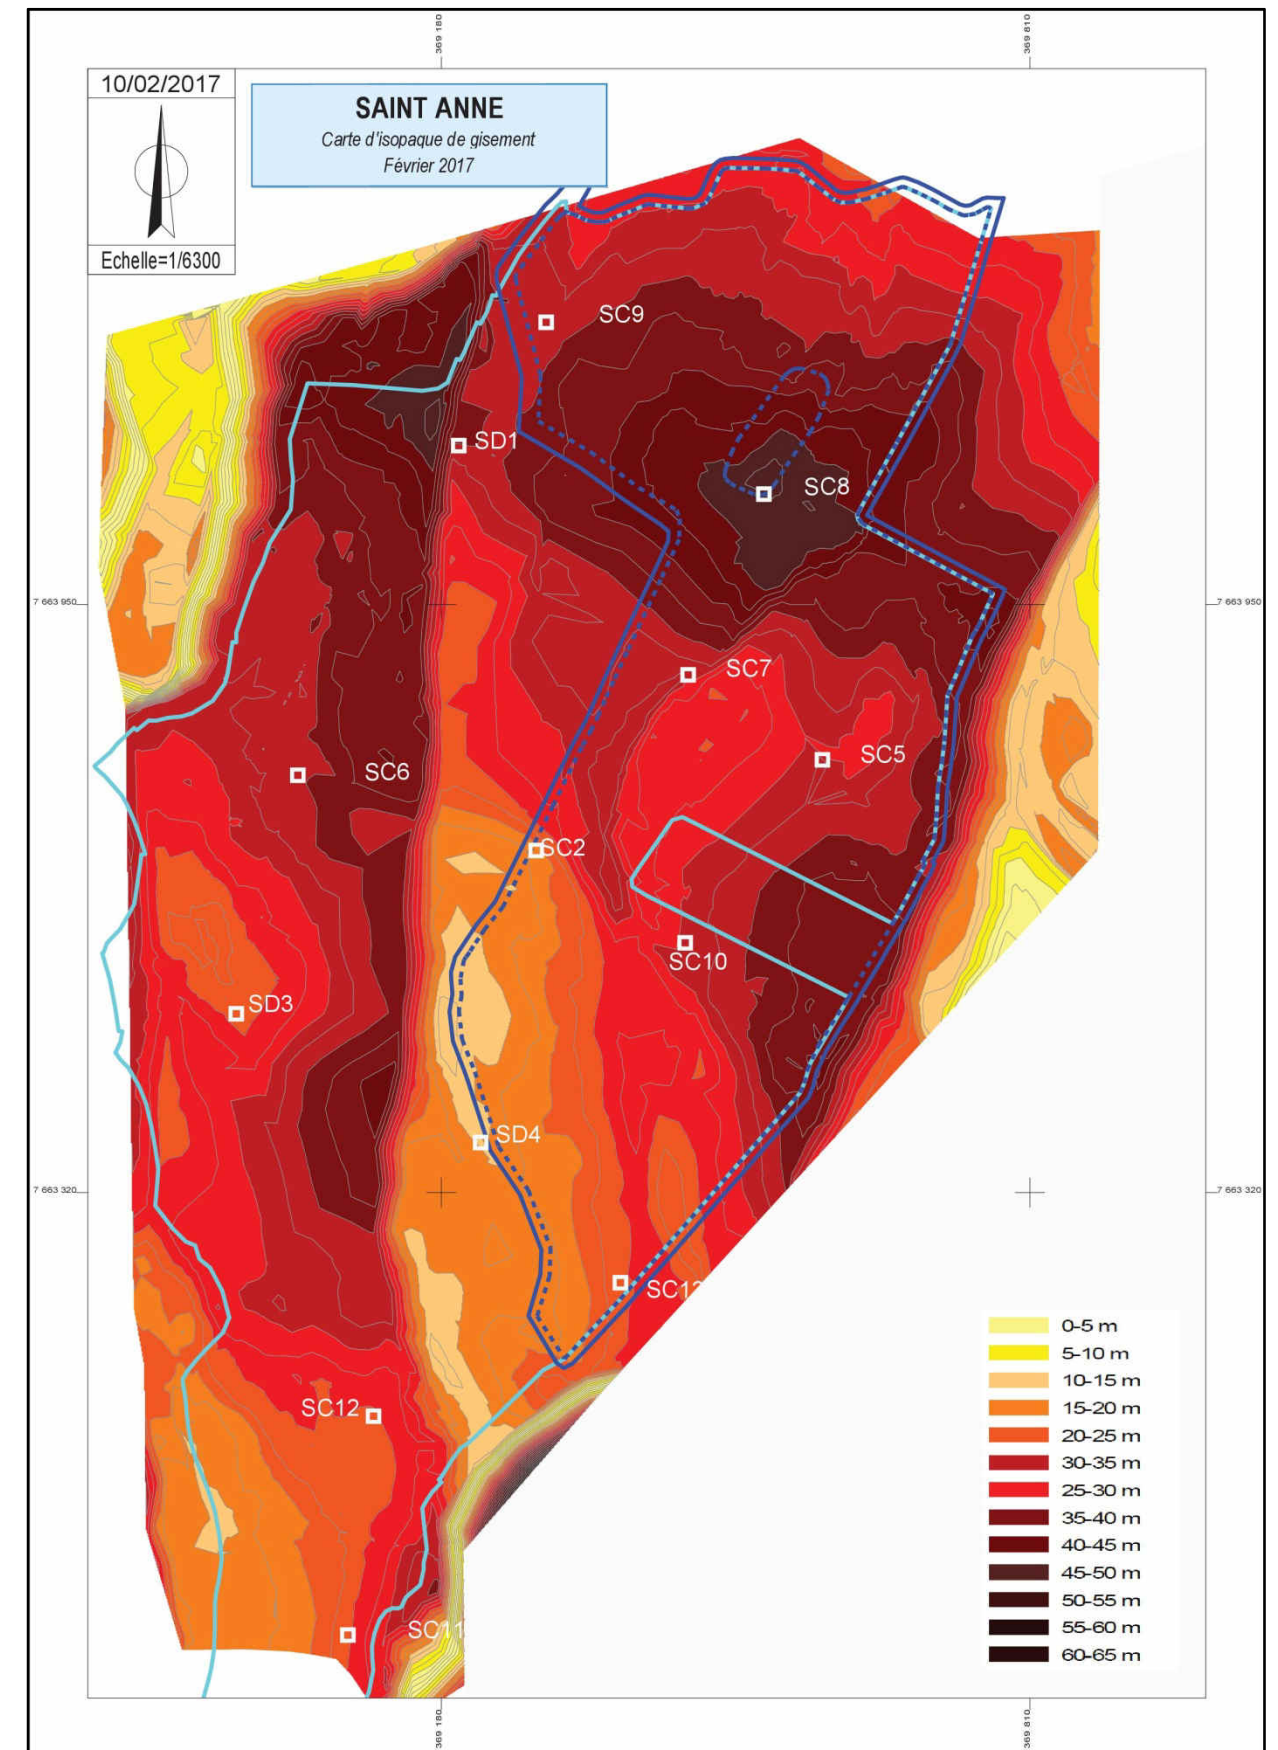 369 180
369 810
10/02/2017
SAINT ANNE
Carte d'isopaque de gisement
Février 2017
Echelle=1/6300
SC9
SD1
SC8
7 663 950
7 663 950
SC7
SC5
SC6
SC2
SC10
SD3
SD4
7 663 320
7 663 320
SC12
0-5 m
5-10 m
10-15 m
15-20 m
20-25 m
30-35 m
25-30 m
35-40 m
40-45 m
45-50 m
50-55 m
55-60 m
60-65 m
SC11
369 180
369 810